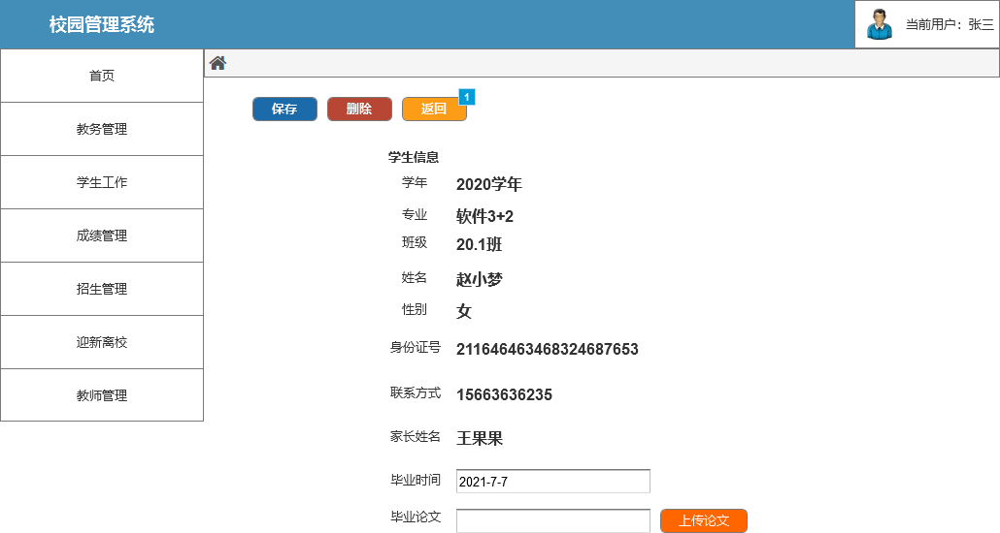 校园管理系统
当前用户：张三
首页
教务管理
学生工作
成绩管理
招生管理
迎新离校
教师管理
保存 删除 返回 1
学生信息
学年 2020学年
专业 软件3+2
班级 20.1班
姓名 赵小梦
性别 女
身份证号 211646463468324687653
联系方式 15663636235
家长姓名 王果果
毕业时间 2021-7-7
毕业论文 上传论文